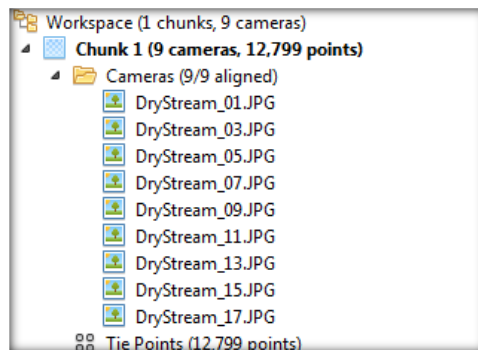 Workspace (1 chunks, 9 cameras)
Chunk 1 (9 cameras, 12,799 points)
Cameras (9/9 aligned)
DryStream_01.JPG
DryStream_03.JPG
DryStream_05.JPG
DryStream_07.JPG
DryStream_09.JPG
DryStream_11.JPG
DryStream_13.JPG
DryStream_15.JPG
DryStream_17.JPG
Tie Points (12,799 points)